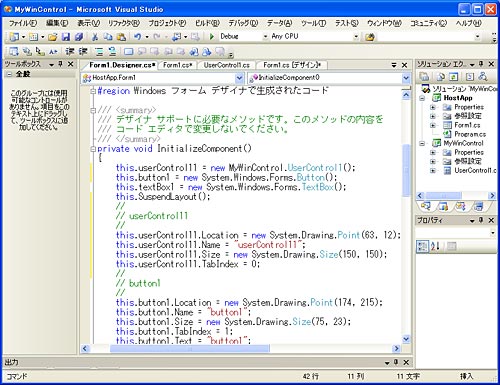 MyWinControl - Microsoft Visual Studio
ファイル(F) 編集(E) 表示(V) リファクタ(R) プロジェクト(P) ビルド(B) デバッグ(D) データ(A) ツール(T) テスト(S) ウィンドウ(W) コミュニティ(C) ヘルプ(H)
Debug Any CPU
ツールボックス
全般
このグループには使用可能なコントロールがありません。項目をこのテキスト上にドラッグして、ツールボックスに追加してください。
Form1.Designer.cs* Form1.cs* UserControl1.cs Form1.cs [デザイン]*
HostApp.Form1 InitializeComponent()
#region Windows フォーム デザイナで生成されたコード
/// <summary>
/// デザイナ サポートに必要なメソッドです。このメソッドの内容を
/// コード エディタで変更しないでください。
/// </summary>
private void InitializeComponent()
{
this.userControl11 = new MyWinControl.UserControl1();
this.button1 = new System.Windows.Forms.Button();
this.textBox1 = new System.Windows.Forms.TextBox();
this.SuspendLayout();
//
// userControl11
//
this.userControl11.Location = new System.Drawing.Point(63, 12);
this.userControl11.Name = "userControl11";
this.userControl11.Size = new System.Drawing.Size(150, 150);
this.userControl11.TabIndex = 0;
//
// button1
//
this.button1.Location = new System.Drawing.Point(174, 215);
this.button1.Name = "button1";
this.button1.Size = new System.Drawing.Size(75, 23);
this.button1.TabIndex = 1;
this.button1.Text = "button1";
ソリューション エクス...
ソリューション 'MyWinControl
HostApp
Properties
参照設定
Form1.cs
Program.cs
MyWinControl
Properties
参照設定
UserControl1.c
プロパティ
出力
コマンド 42 行 11 列 11 文字 挿入